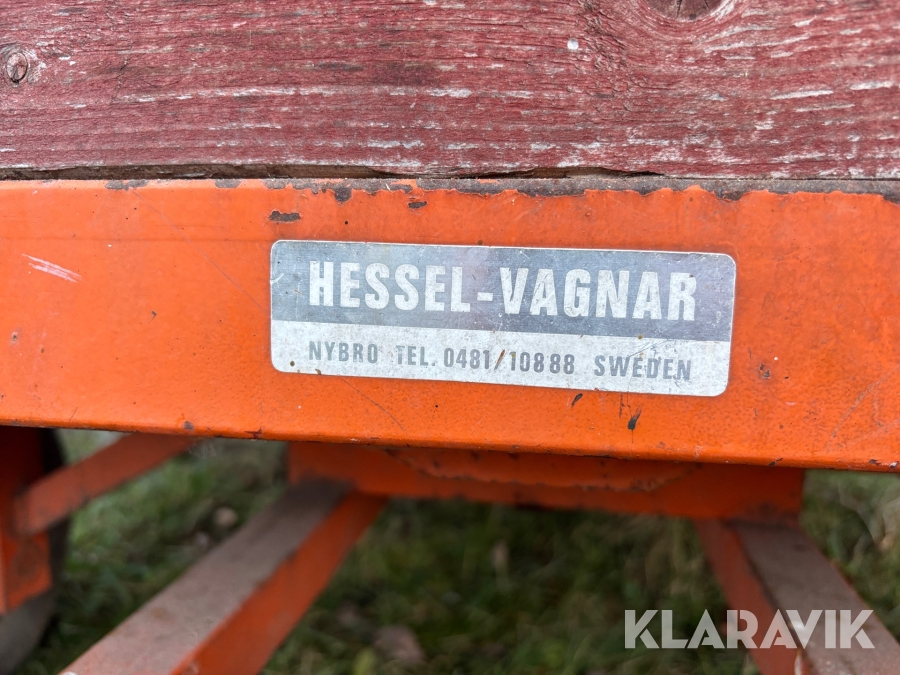 HESSEL-VAGNAR
NYBRO TEL. 0481/10888 SWEDEN
KLARAVIK